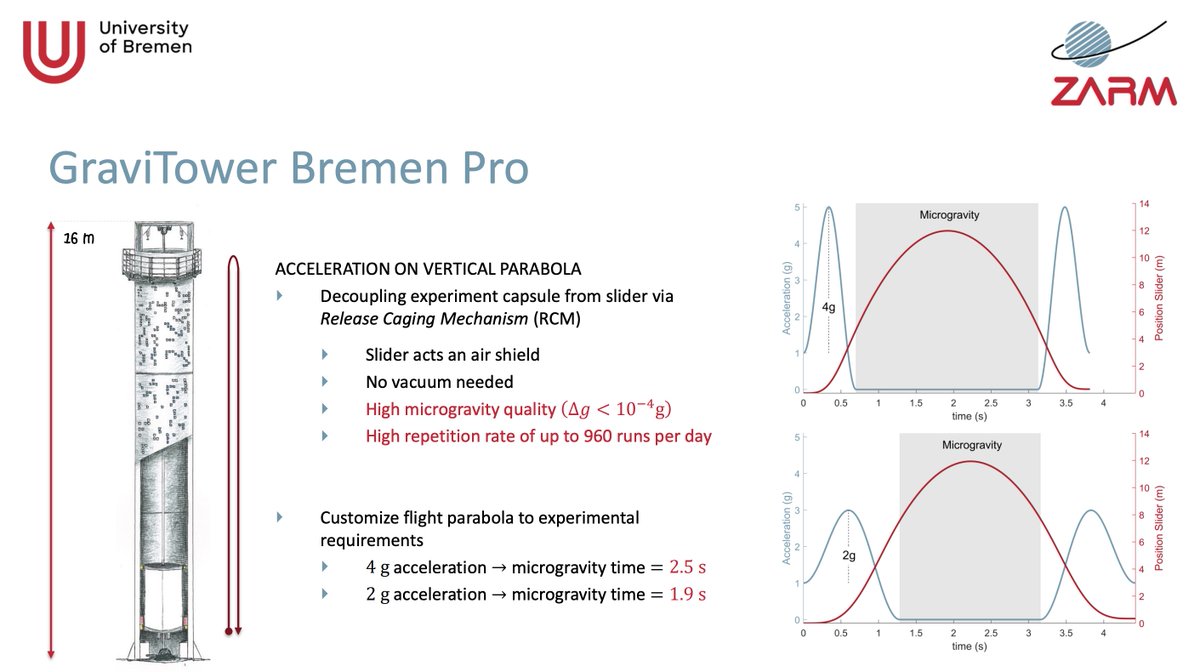 University
of Bremen
ZARM
GraviTower Bremen Pro
16 m
ACCELERATION ON VERTICAL PARABOLA
Decoupling experiment capsule from slider via
Release Caging Mechanism (RCM)
Slider acts an air shield
No vacuum needed
High microgravity quality (Δg < 10⁻⁴g)
High repetition rate of up to 960 runs per day
Customize flight parabola to experimental
requirements
4 g acceleration → microgravity time = 2.5 s
2 g acceleration → microgravity time = 1.9 s
Microgravity
4g
Acceleration (g)
5
4
3
2
1
0
Position Slider (m)
14
12
10
8
6
4
2
0
0 0.5 1 1.5 2 2.5 3 3.5 4
time (s)
Microgravity
2g
Acceleration (g)
5
4
3
2
1
0
Position Slider (m)
14
12
10
8
6
4
2
0
0 0.5 1 1.5 2 2.5 3 3.5 4
time (s)